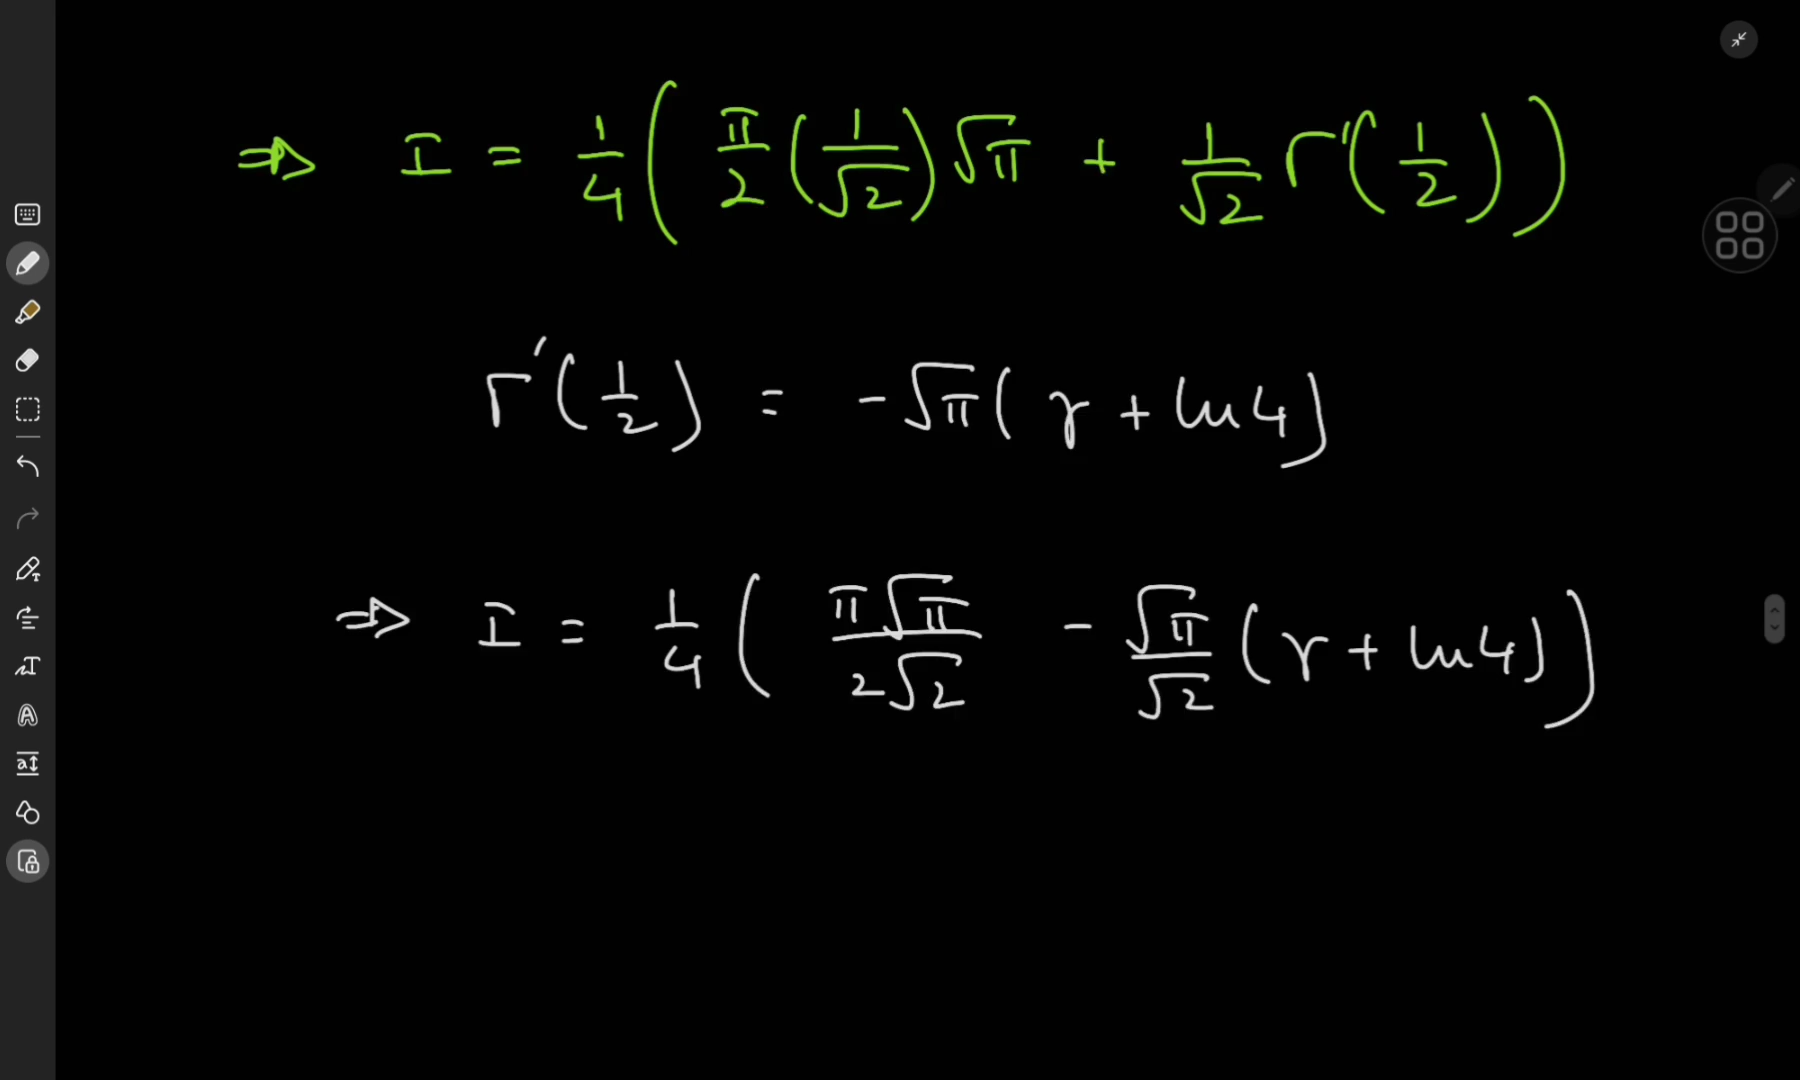 ⇒ I = 1/4 ( π/2 (1/√2) √π + 1/√2 Γ'(1/2) )
Γ'(1/2) = -√π ( γ + ln4 )
⇒ I = 1/4 ( π√π/2√2 - √π/√2 ( γ + ln4 ) )